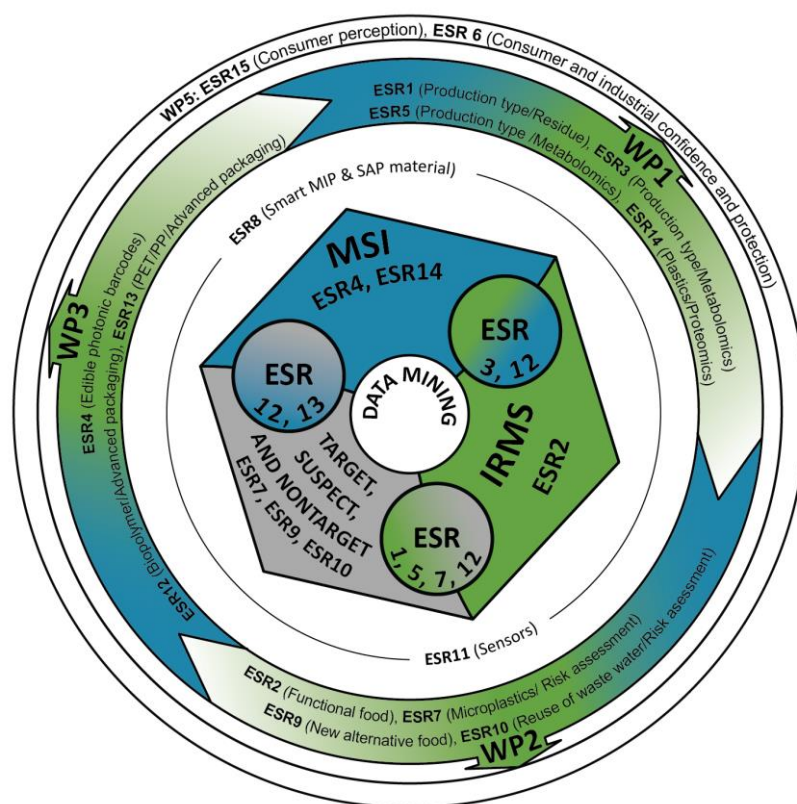 WP5: ESR15 (Consumer perception), ESR 6 (Consumer and industrial confidence and protection)
ESR1 (Production type/Residue), ESR3 (Production type/Metabolomics)
ESR5 (Production type /Metabolomics), ESR14 (Plastics/Proteomics)
WP1
ESR8 (Smart MIP & SAP material)
MSI
ESR4, ESR14
ESR
3, 12
ESR
12, 13
DATA MINING
IRMS
ESR2
TARGET,
SUSPECT,
AND NONTARGET
ESR7, ESR9, ESR10
ESR
1, 5, 7, 12
ESR11 (Sensors)
ESR2 (Functional food), ESR7 (Microplastics/ Risk assessment)
ESR9 (New alternative food), ESR10 (Reuse of waste water/Risk asessment)
WP2
WP3
ESR4 (Edible photonic barcodes)
ESR12 (Biopolymer/Advanced packaging), ESR13 (PET/PP/Advanced packaging)